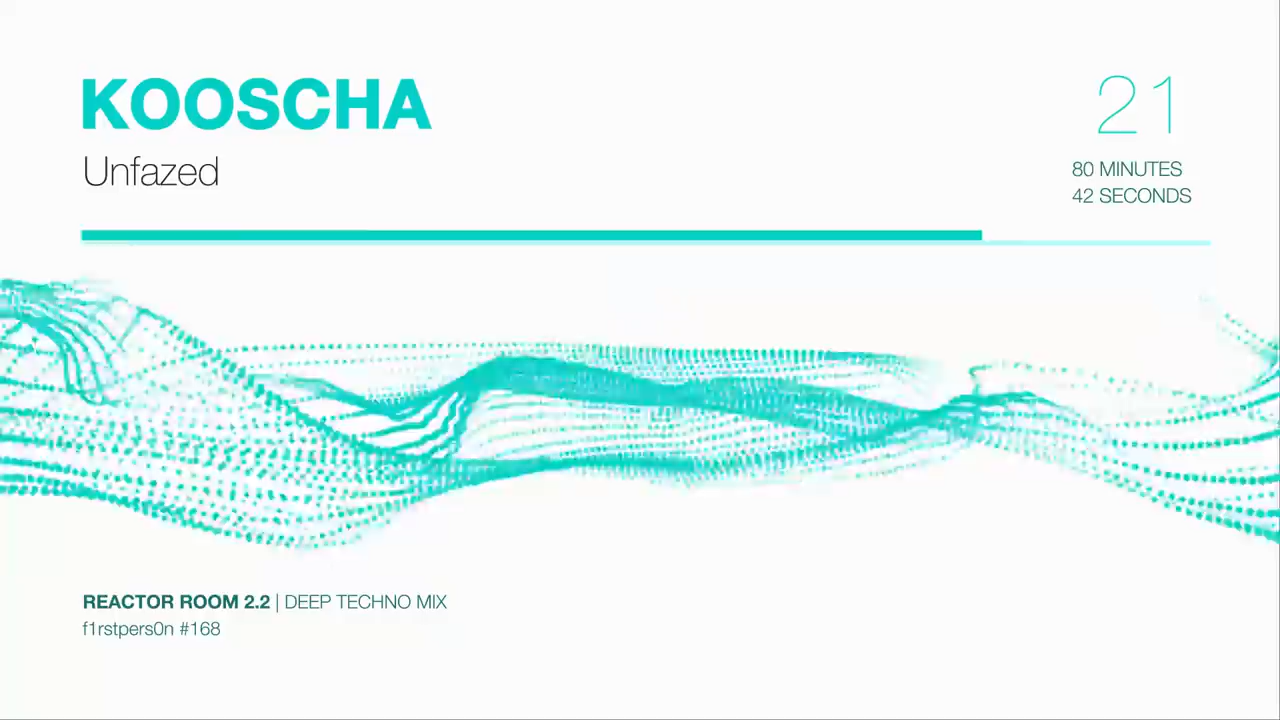 KOOSCHA
Unfazed
21
80 MINUTES
42 SECONDS
REACTOR ROOM 2.2 | DEEP TECHNO MIX
f1rstpers0n #168